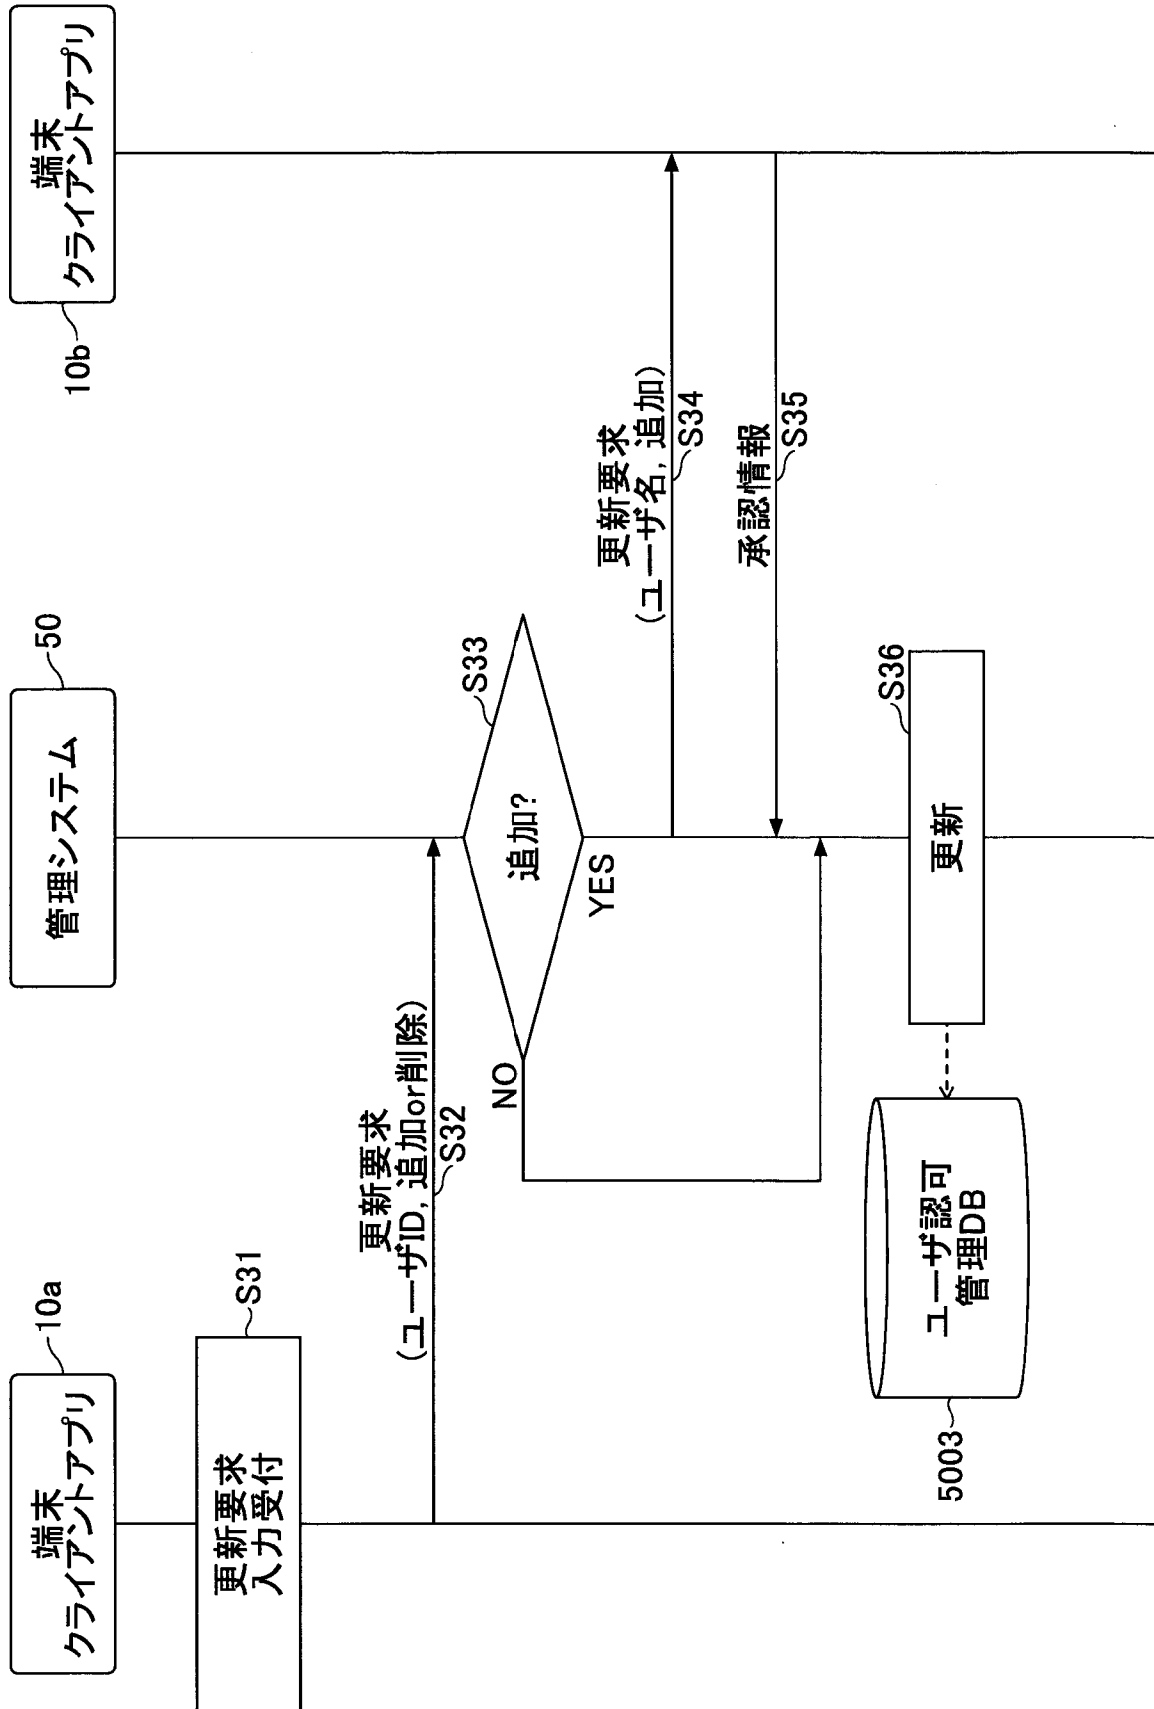 端末
クライアントアプリ
10a
管理システム
50
端末
クライアントアプリ
10b
更新要求
入力受付
S31
更新要求
(ユーザID, 追加or削除)
S32
追加?
S33
NO
YES
更新要求
(ユーザ名, 追加)
S34
承認情報
S35
更新
S36
ユーザ認可
管理DB
5003